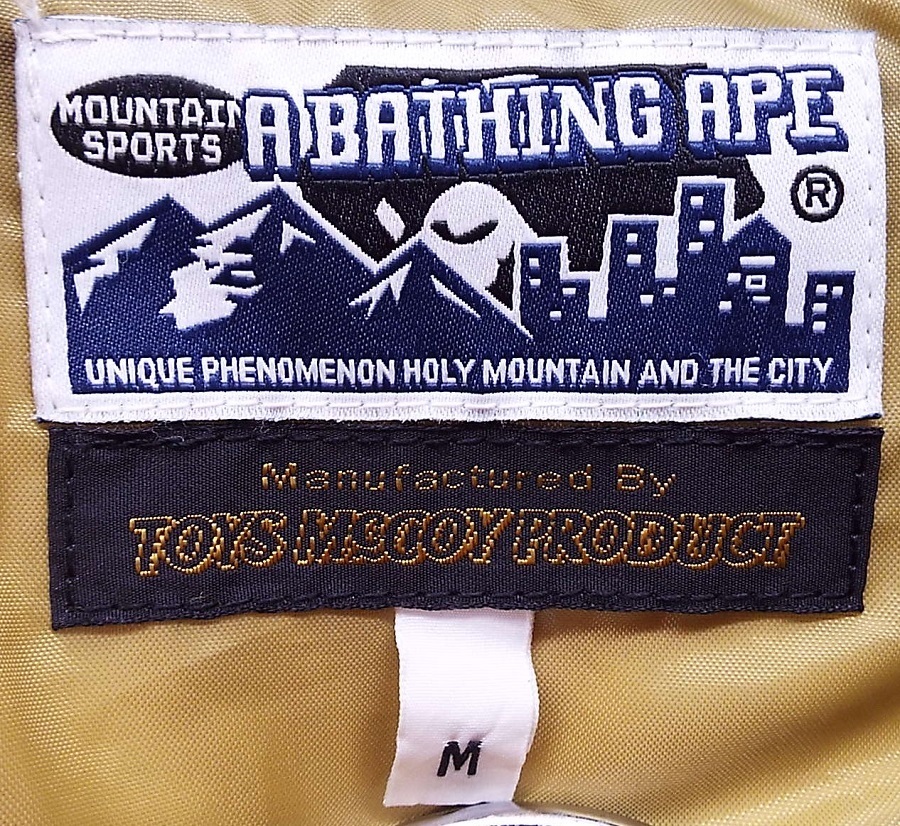 MOUNTAIN
SPORTS
A BATHING APE
®
UNIQUE PHENOMENON HOLY MOUNTAIN AND THE CITY
Manufactured By
TOYS McCOY PRODUCT
M